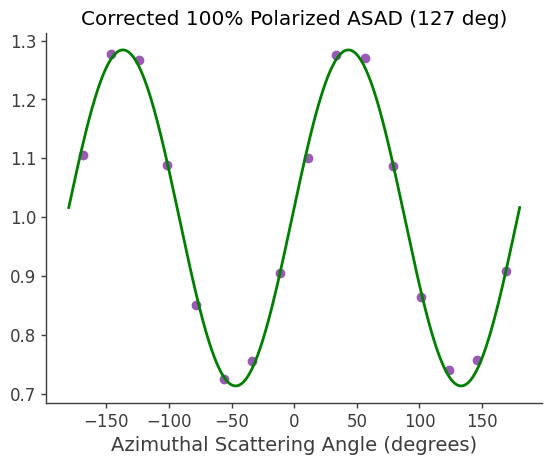 Corrected 100% Polarized ASAD (127 deg)
1.3
1.2
1.1
1.0
0.9
0.8
0.7
−150 −100 −50 0 50 100 150
Azimuthal Scattering Angle (degrees)